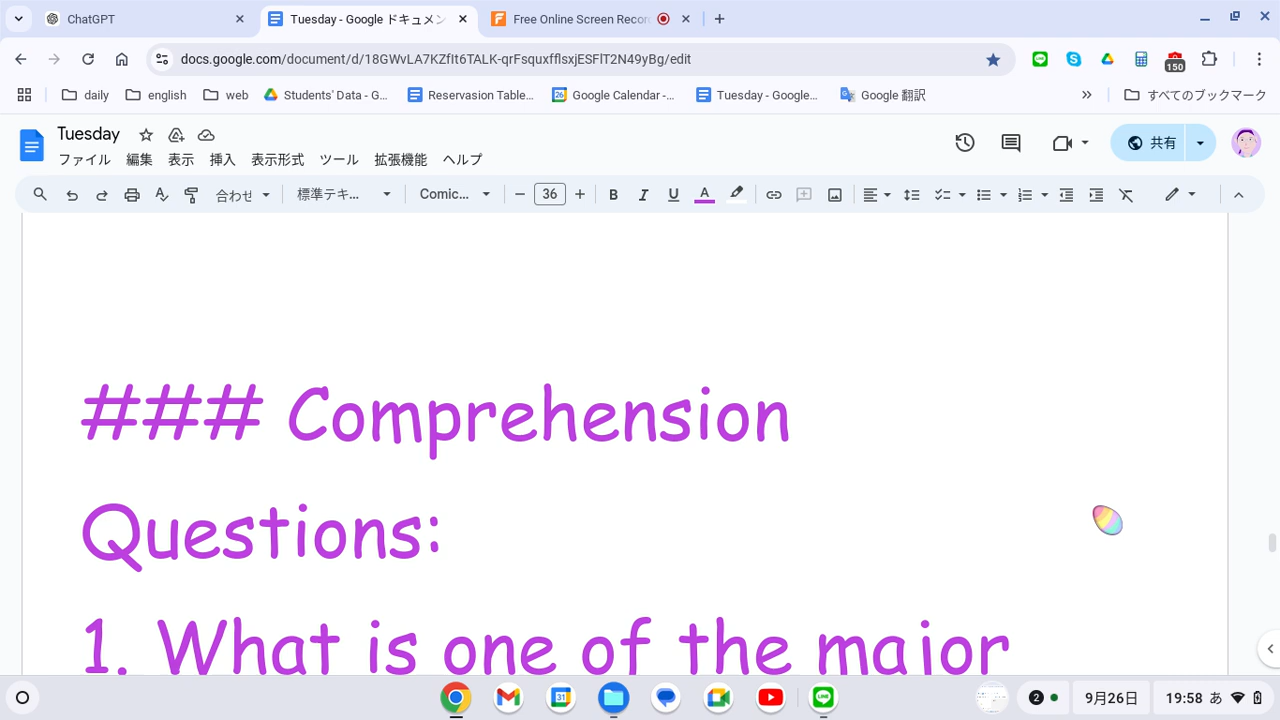 ChatGPT
Tuesday - Google ドキュメン
Free Online Screen Recor
docs.google.com/document/d/
/edit
daily
english
web
Students' Data - G...
Reservasion Table...
Google Calendar -...
Tuesday - Google...
Google 翻訳
すべてのブックマーク
150
Tuesday
ファイル 編集 表示 挿入 表示形式 ツール 拡張機能 ヘルプ
共有
合わせ
標準テキ...
Comic...
36
B I U A
### Comprehension
Questions:
1. What is one of the major
31
2
9月26日
19:58 あ